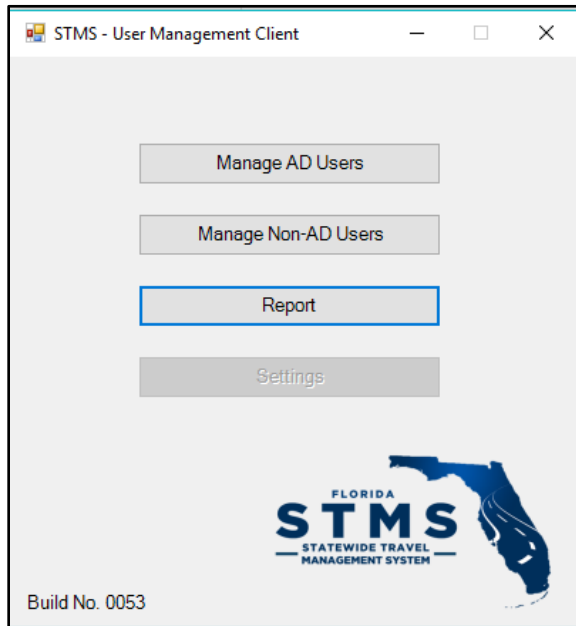 STMS - User Management Client
Manage AD Users
Manage Non-AD Users
Report
Settings
FLORIDA
STMS
STATEWIDE TRAVEL
MANAGEMENT SYSTEM
Build No. 0053